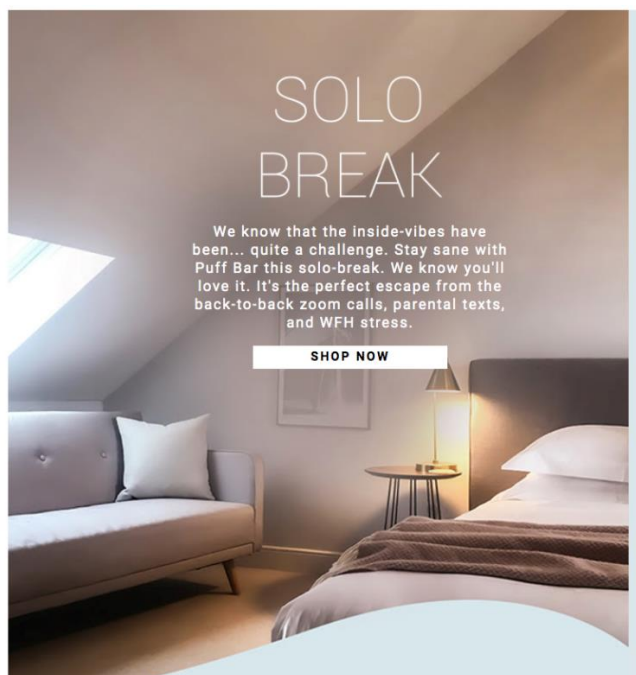 SOLO
BREAK
We know that the inside-vibes have
been... quite a challenge. Stay sane with
Puff Bar this solo-break. We know you'll
love it. It's the perfect escape from the
back-to-back zoom calls, parental texts,
and WFH stress.
SHOP NOW